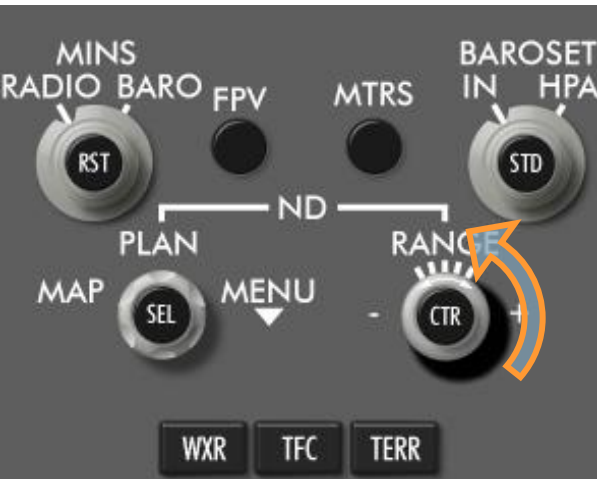 MINS
RADIO BARO
FPV
MTRS
BAROSET
IN HPA
RST
STD
ND
PLAN
RANGE
MAP
MENU
SEL
-
CTR
+
WXR
TFC
TERR